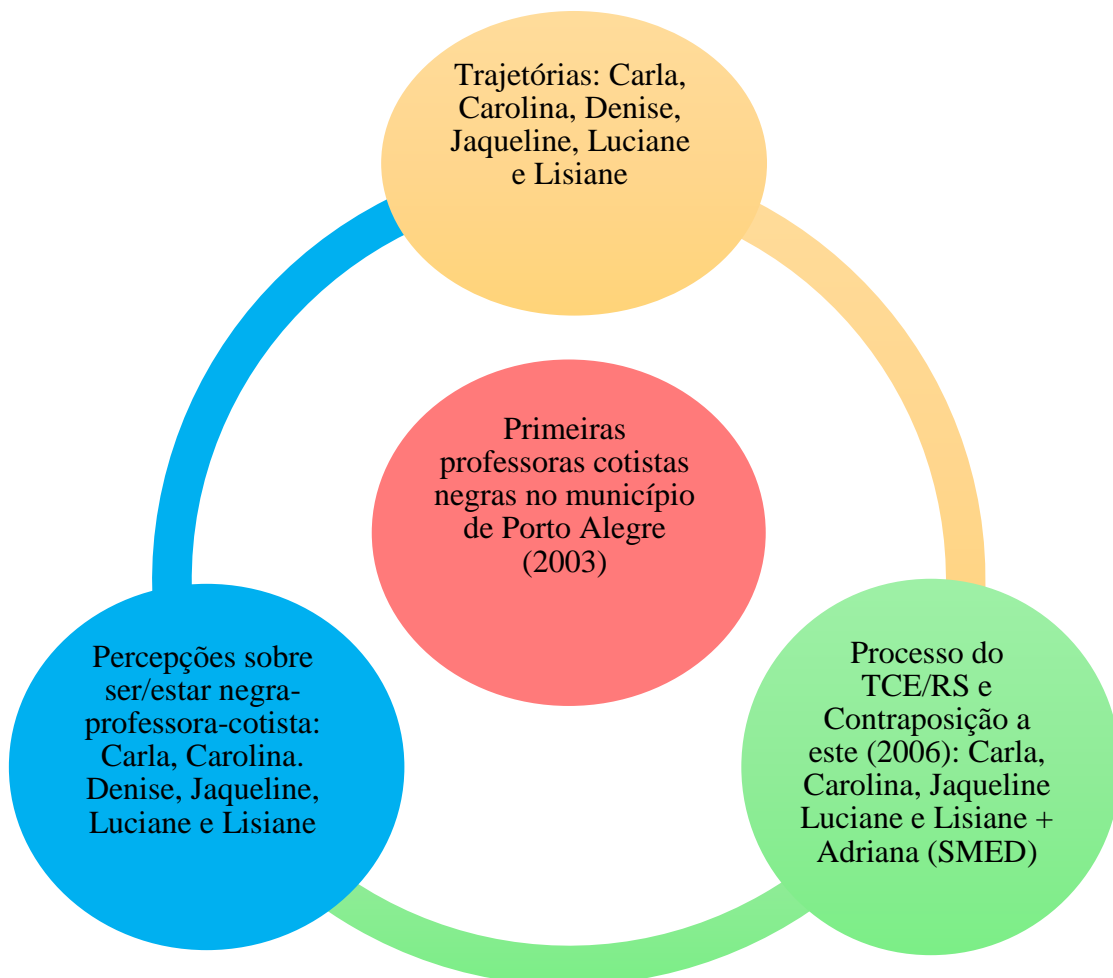 Trajetórias: Carla,
Carolina, Denise,
Jaqueline, Luciane
e Lisiane
Primeiras
professoras cotistas
negras no município
de Porto Alegre
(2003)
Percepções sobre
ser/estar negra-
professora-cotista:
Carla, Carolina.
Denise, Jaqueline,
Luciane e Lisiane
Processo do
TCE/RS e
Contraposição a
este (2006): Carla,
Carolina, Jaqueline
Luciane e Lisiane +
Adriana (SMED)